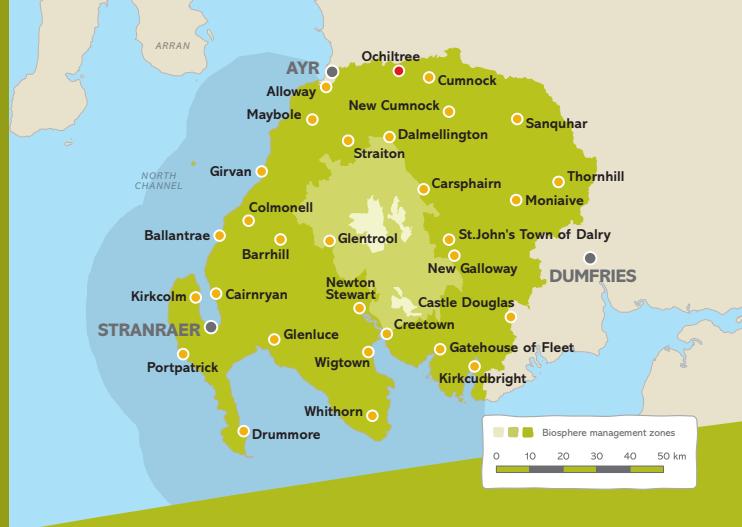 ARRAN
Ochiltree
AYR
Cumnock
Alloway
New Cumnock
Maybole
Sanquhar
Dalmellington
Straiton
NORTH
CHANNEL
Girvan
Thornhill
Carsphairn
Moniaive
Colmonell
Ballantrae
St.John's Town of Dalry
Glentrool
Barrhill
New Galloway
DUMFRIES
Newton
Stewart
Kirkcolm
Cairnryan
Castle Douglas
STRANRAER
Creetown
Glenluce
Gatehouse of Fleet
Wigtown
Portpatrick
Kirkcudbright
Whithorn
Drummore
Biosphere management zones
0 10 20 30 40 50 km